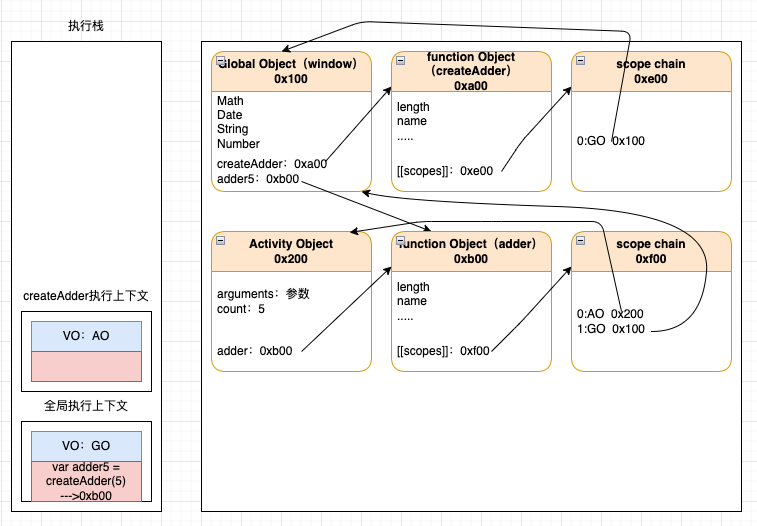 执行栈
createAdder执行上下文
VO：AO
全局执行上下文
VO：GO
var adder5 =
createAdder(5)
--->0xb00
Global Object（window）
0x100
Math
Date
String
Number
createAdder：0xa00
adder5：0xb00
function Object
（createAdder）
0xa00
length
name
.....
[[scopes]]：0xe00
scope chain
0xe00
0:GO 0x100
Activity Object
0x200
arguments：参数
count：5
adder：0xb00
function Object（adder）
0xb00
length
name
.....
[[scopes]]：0xf00
scope chain
0xf00
0:AO 0x200
1:GO 0x100